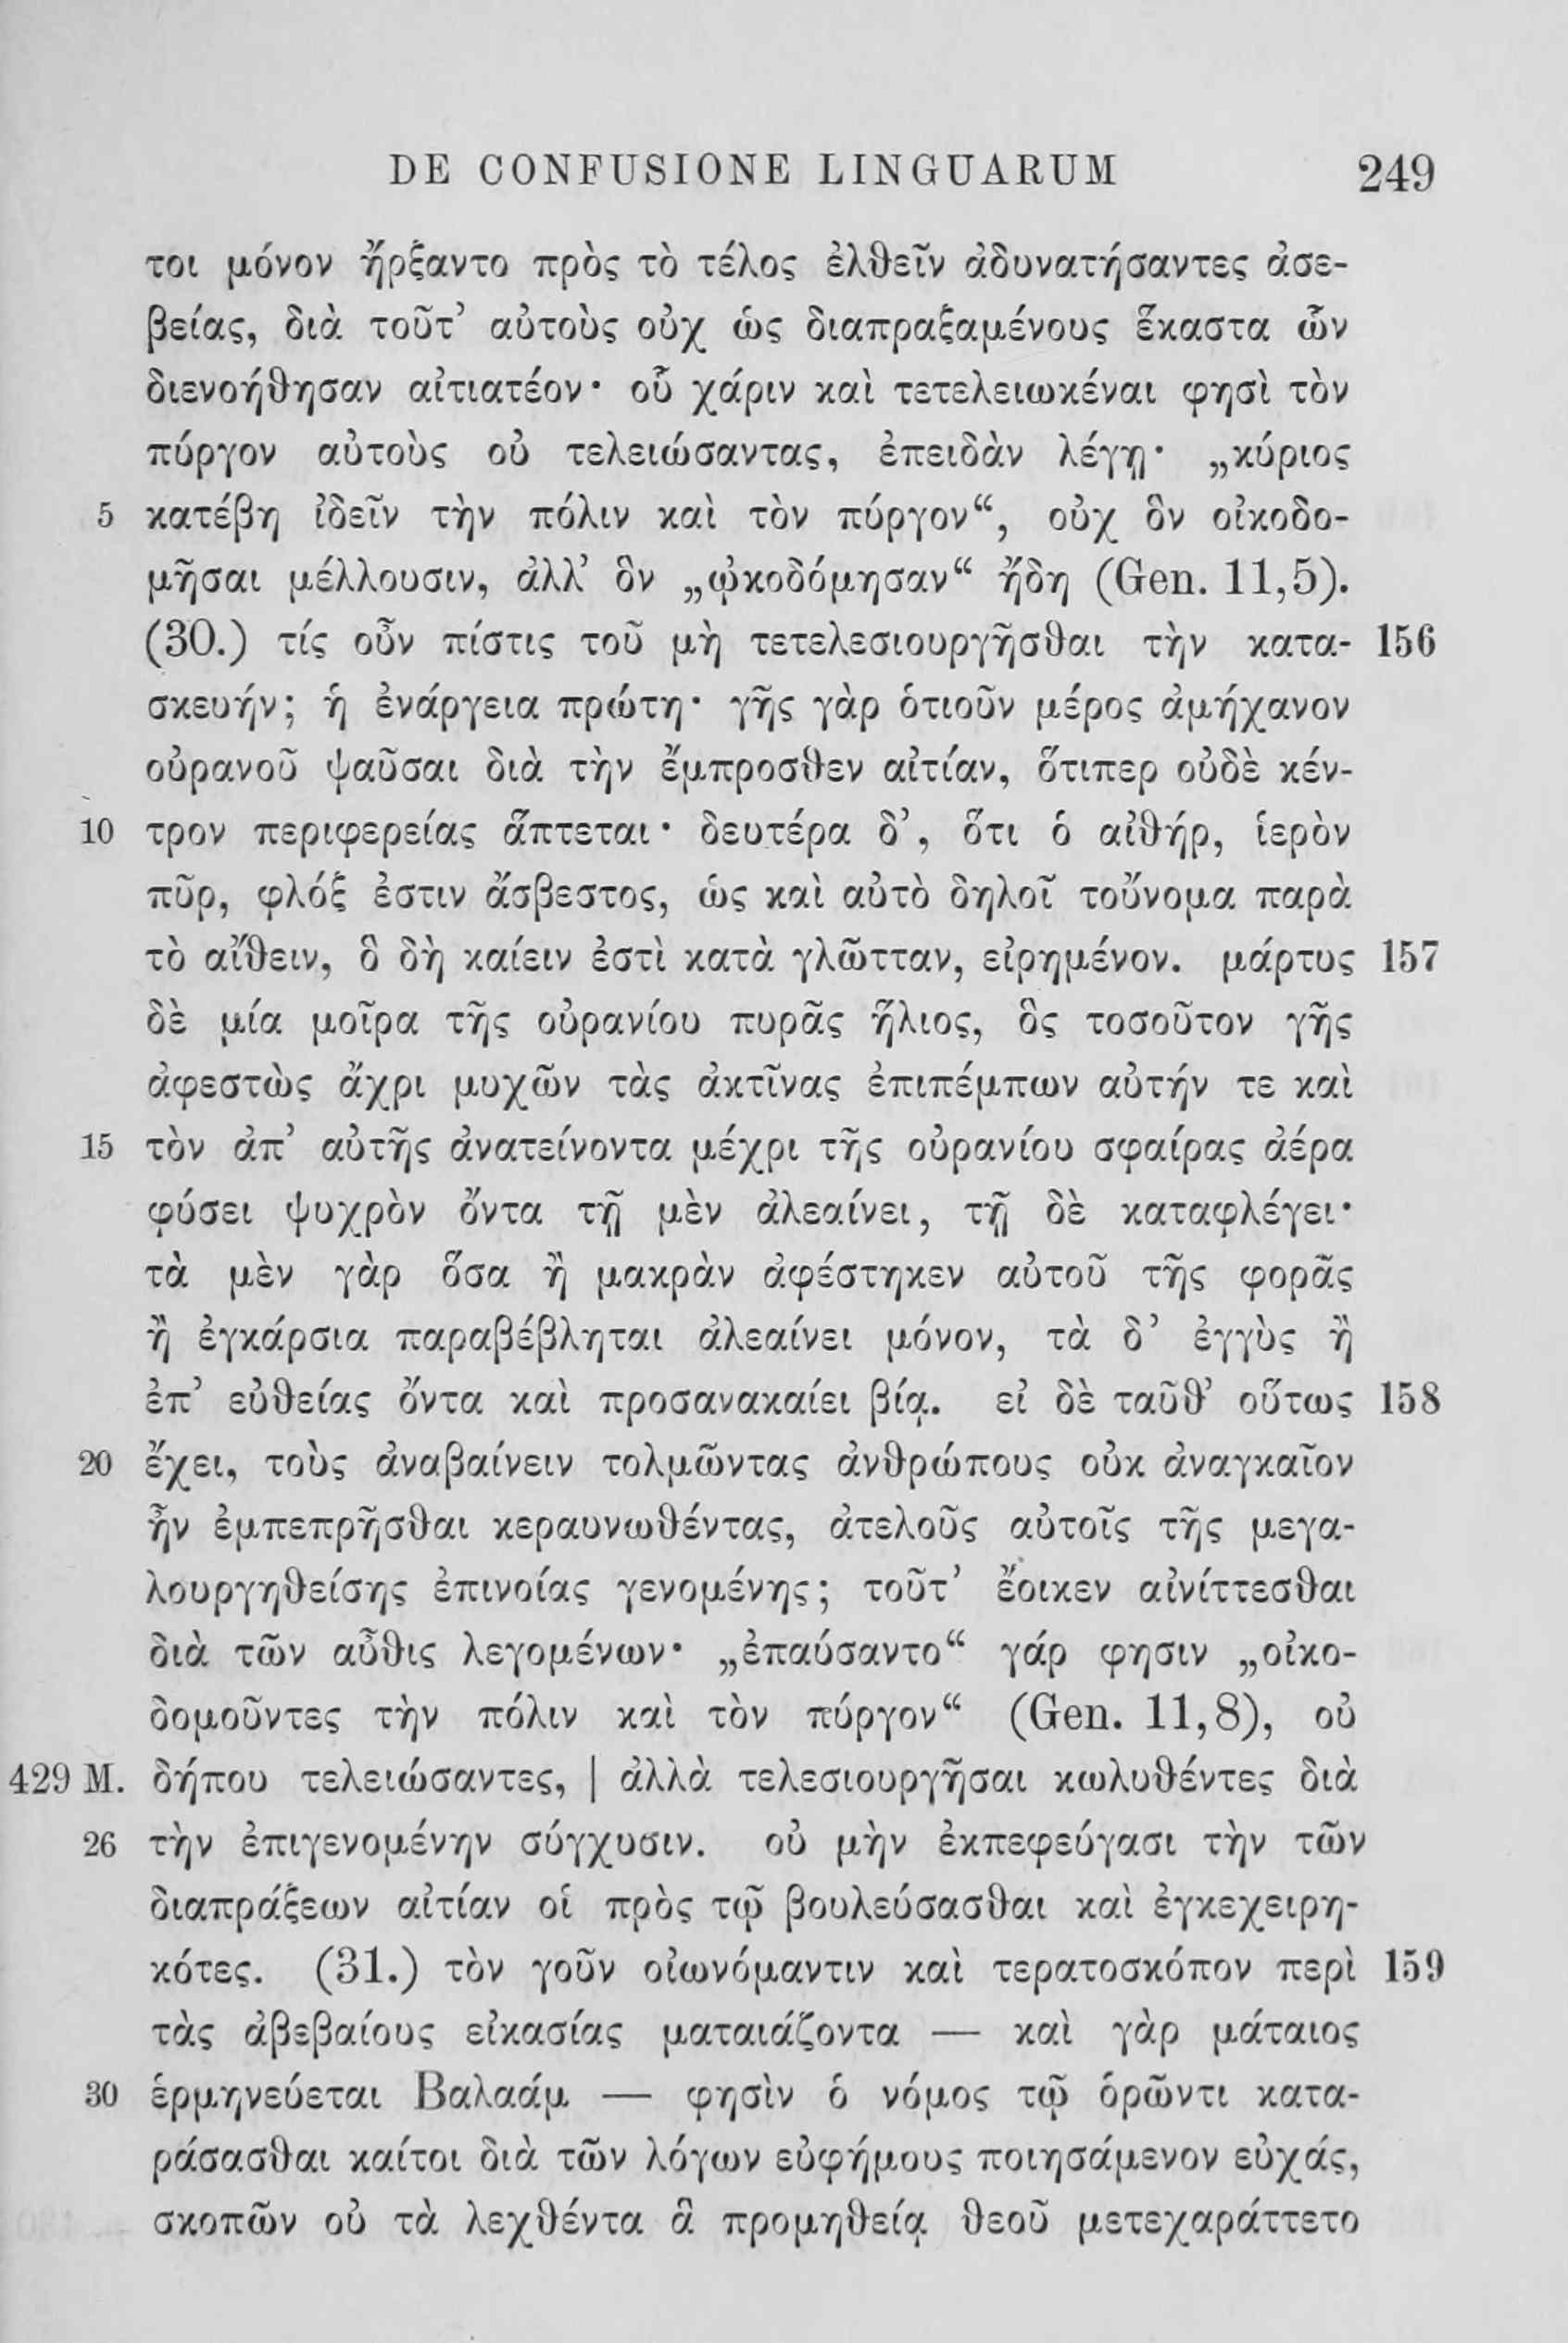 DE CONFUSIONE LINGUARUM 249
τοι μόνον ἤρξαντο πρὸς τὸ τέλος ἐλθεῖν ἀδυνατήσαντες ἀσε-
βείας, διὰ τοῦτ’ αὐτοὺς οὐχ ὡς διαπραξαμένους ἕκαστα ὧν
διενοήθησαν αἰτιατέον· οὗ χάριν καὶ τετελειωκέναι φησὶ τὸν
πύργον αὐτοὺς οὐ τελειώσαντας, ἐπειδὰν λέγῃ· „κύριος
5 κατέβη ἰδεῖν τὴν πόλιν καὶ τὸν πύργον“, οὐχ ὃν οἰκοδο-
μῆσαι μέλλουσιν, ἀλλ’ ὃν „ᾠκοδόμησαν“ ἤδη (Gen. 11,5).
(30.) τίς οὖν πίστις τοῦ μὴ τετελεσιουργῆσθαι τὴν κατα- 156
σκευήν; ἡ ἐνάργεια πρώτη· γῆς γὰρ ὁτιοῦν μέρος ἀμήχανον
οὐρανοῦ ψαῦσαι διὰ τὴν ἔμπροσθεν αἰτίαν, ὅτιπερ οὐδὲ κέν-
10 τρον περιφερείας ἅπτεται· δευτέρα δ’, ὅτι ὁ αἰθήρ, ἱερὸν
πῦρ, φλόξ ἐστιν ἄσβεστος, ὡς καὶ αὐτὸ δηλοῖ τοὔνομα παρὰ
τὸ αἴθειν, ὃ δὴ καίειν ἐστὶ κατὰ γλῶτταν, εἰρημένον. μάρτυς 157
δὲ μία μοῖρα τῆς οὐρανίου πυρᾶς ἥλιος, ὃς τοσοῦτον γῆς
ἀφεστὼς ἄχρι μυχῶν τὰς ἀκτῖνας ἐπιπέμπων αὐτήν τε καὶ
15 τὸν ἀπ’ αὐτῆς ἀνατείνοντα μέχρι τῆς οὐρανίου σφαίρας ἀέρα
φύσει ψυχρὸν ὄντα τῇ μὲν ἀλεαίνει, τῇ δὲ καταφλέγει·
τὰ μὲν γὰρ ὅσα ἢ μακρὰν ἀφέστηκεν αὐτοῦ τῆς φορᾶς
ἢ ἐγκάρσια παραβέβληται ἀλεαίνει μόνον, τὰ δ’ ἐγγὺς ἢ
ἐπ’ εὐθείας ὄντα καὶ προσανακαίει βίᾳ. εἰ δὲ ταῦθ’ οὕτως 158
20 ἔχει, τοὺς ἀναβαίνειν τολμῶντας ἀνθρώπους οὐκ ἀναγκαῖον
ἦν ἐμπεπρῆσθαι κεραυνωθέντας, ἀτελοῦς αὐτοῖς τῆς μεγα-
λουργηθείσης ἐπινοίας γενομένης; τοῦτ’ ἔοικεν αἰνίττεσθαι
διὰ τῶν αὖθις λεγομένων· „ἐπαύσαντο“ γάρ φησιν „οἰκο-
δομοῦντες τὴν πόλιν καὶ τὸν πύργον“ (Gen. 11,8), οὐ
429 M. δήπου τελειώσαντες, | ἀλλὰ τελεσιουργῆσαι κωλυθέντες διὰ
26 τὴν ἐπιγενομένην σύγχυσιν. οὐ μὴν ἐκπεφεύγασι τὴν τῶν
διαπράξεων αἰτίαν οἱ πρὸς τῷ βουλεύσασθαι καὶ ἐγκεχειρη-
κότες. (31.) τὸν γοῦν οἰωνόμαντιν καὶ τερατοσκόπον περὶ 159
τὰς ἀβεβαίους εἰκασίας ματαιάζοντα — καὶ γὰρ μάταιος
30 ἑρμηνεύεται Βαλαάμ — φησὶν ὁ νόμος τῷ ὁρῶντι κατα-
ράσασθαι καίτοι διὰ τῶν λόγων εὐφήμους ποιησάμενον εὐχάς,
σκοπῶν οὐ τὰ λεχθέντα ἃ προμηθείᾳ θεοῦ μετεχαράττετο